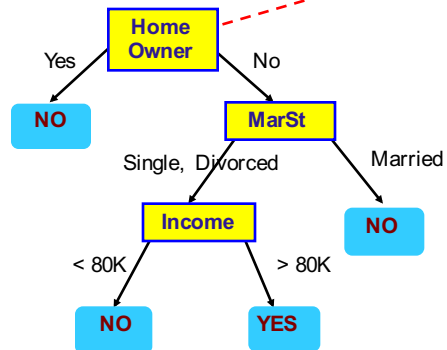 Home
Owner
Yes
No
NO
MarSt
Single, Divorced
Married
Income
NO
< 80K
> 80K
NO
YES